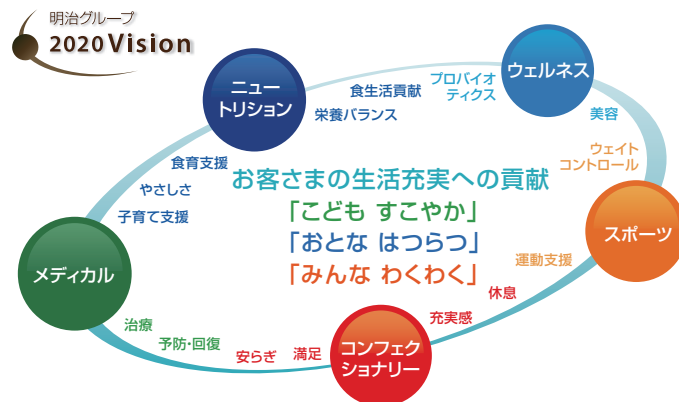 明治グループ
2020 Vision
ニュー
トリション
ウェルネス
プロバイオ
ティクス
食生活貢献
栄養バランス
美容
ウェイト
コントロール
食育支援
やさしさ
子育て支援
お客さまの生活充実への貢献
「こども すこやか」
「おとな はつらつ」
「みんな わくわく」
スポーツ
メディカル
運動支援
休息
充実感
治療
予防・回復
安らぎ
満足
コンフェク
ショナリー